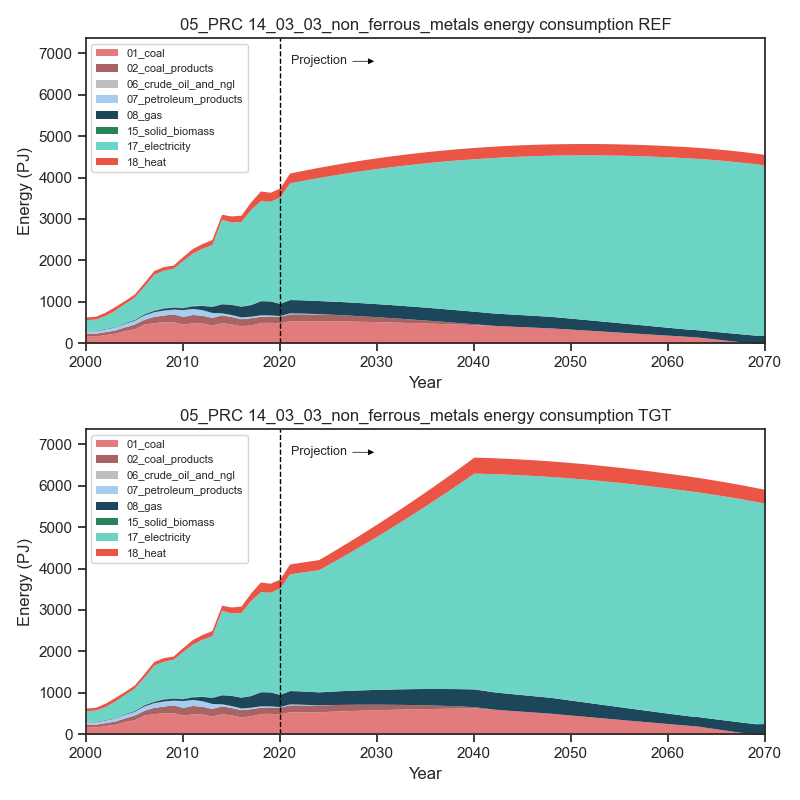 05_PRC 14_03_03_non_ferrous_metals energy consumption REF
7000
6000
5000
4000
3000
2000
1000
0
Energy (PJ)
01_coal
02_coal_products
06_crude_oil_and_ngl
07_petroleum_products
08_gas
15_solid_biomass
17_electricity
18_heat
Projection
2000 2010 2020 2030 2040 2050 2060 2070
Year
05_PRC 14_03_03_non_ferrous_metals energy consumption TGT
7000
6000
5000
4000
3000
2000
1000
0
Energy (PJ)
01_coal
02_coal_products
06_crude_oil_and_ngl
07_petroleum_products
08_gas
15_solid_biomass
17_electricity
18_heat
Projection
2000 2010 2020 2030 2040 2050 2060 2070
Year